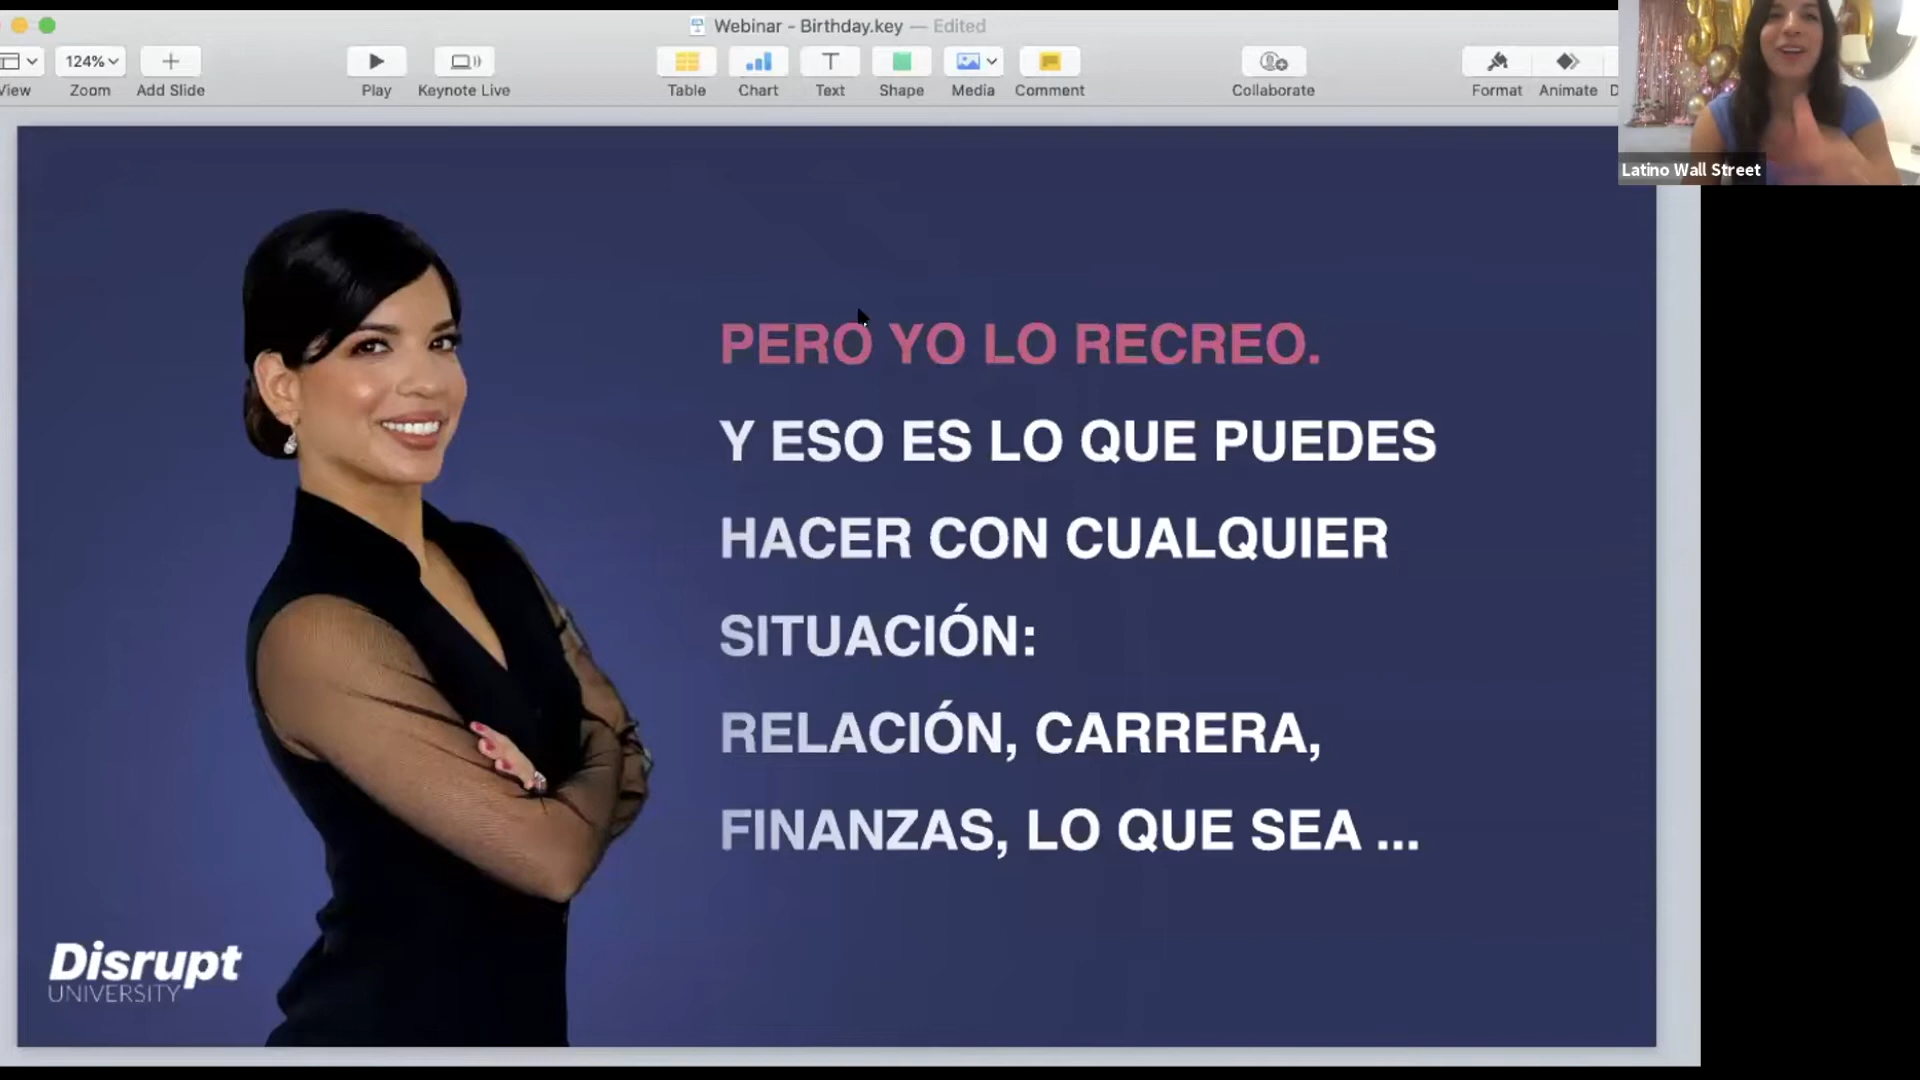 Webinar - Birthday.key — Edited
124%
View
Zoom
Add Slide
Play
Keynote Live
Table
Chart
Text
Shape
Media
Comment
Collaborate
Format
Animate
Latino Wall Street
PERO YO LO RECREO.
Y ESO ES LO QUE PUEDES
HACER CON CUALQUIER
SITUACIÓN:
RELACIÓN, CARRERA,
FINANZAS, LO QUE SEA ...
Disrupt
UNIVERSITY